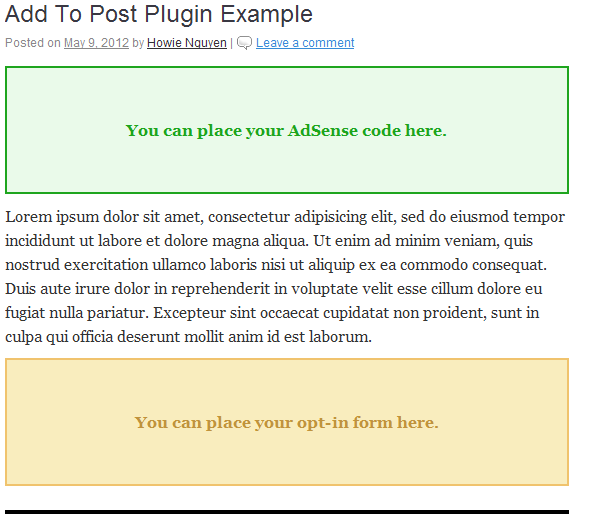 Add To Post Plugin Example
Posted on May 9, 2012 by Howie Nguyen | Leave a comment
You can place your AdSense code here.
Lorem ipsum dolor sit amet, consectetur adipisicing elit, sed do eiusmod tempor
incididunt ut labore et dolore magna aliqua. Ut enim ad minim veniam, quis
nostrud exercitation ullamco laboris nisi ut aliquip ex ea commodo consequat.
Duis aute irure dolor in reprehenderit in voluptate velit esse cillum dolore eu
fugiat nulla pariatur. Excepteur sint occaecat cupidatat non proident, sunt in
culpa qui officia deserunt mollit anim id est laborum.
You can place your opt-in form here.